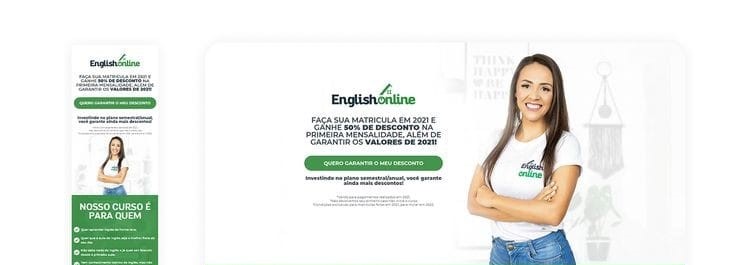 Englishonline
FAÇA SUA MATRICULA EM 2021 E
GANHE 50% DE DESCONTO NA
PRIMEIRA MENSALIDADE, ALÉM DE
GARANTIR OS VALORES DE 2021!
QUERO GARANTIR O MEU DESCONTO
Investindo no plano semestral/anual,
você garante ainda mais descontos!
NOSSO CURSO É
PARA QUEM
Englishonline
FAÇA SUA MATRICULA EM 2021 E
GANHE 50% DE DESCONTO NA
PRIMEIRA MENSALIDADE, ALÉM DE
GARANTIR OS VALORES DE 2021!
QUERO GARANTIR O MEU DESCONTO
Investindo no plano semestral/anual, você garante
ainda mais descontos!
THINK
HAPPY
BE
HAPPY
English
online